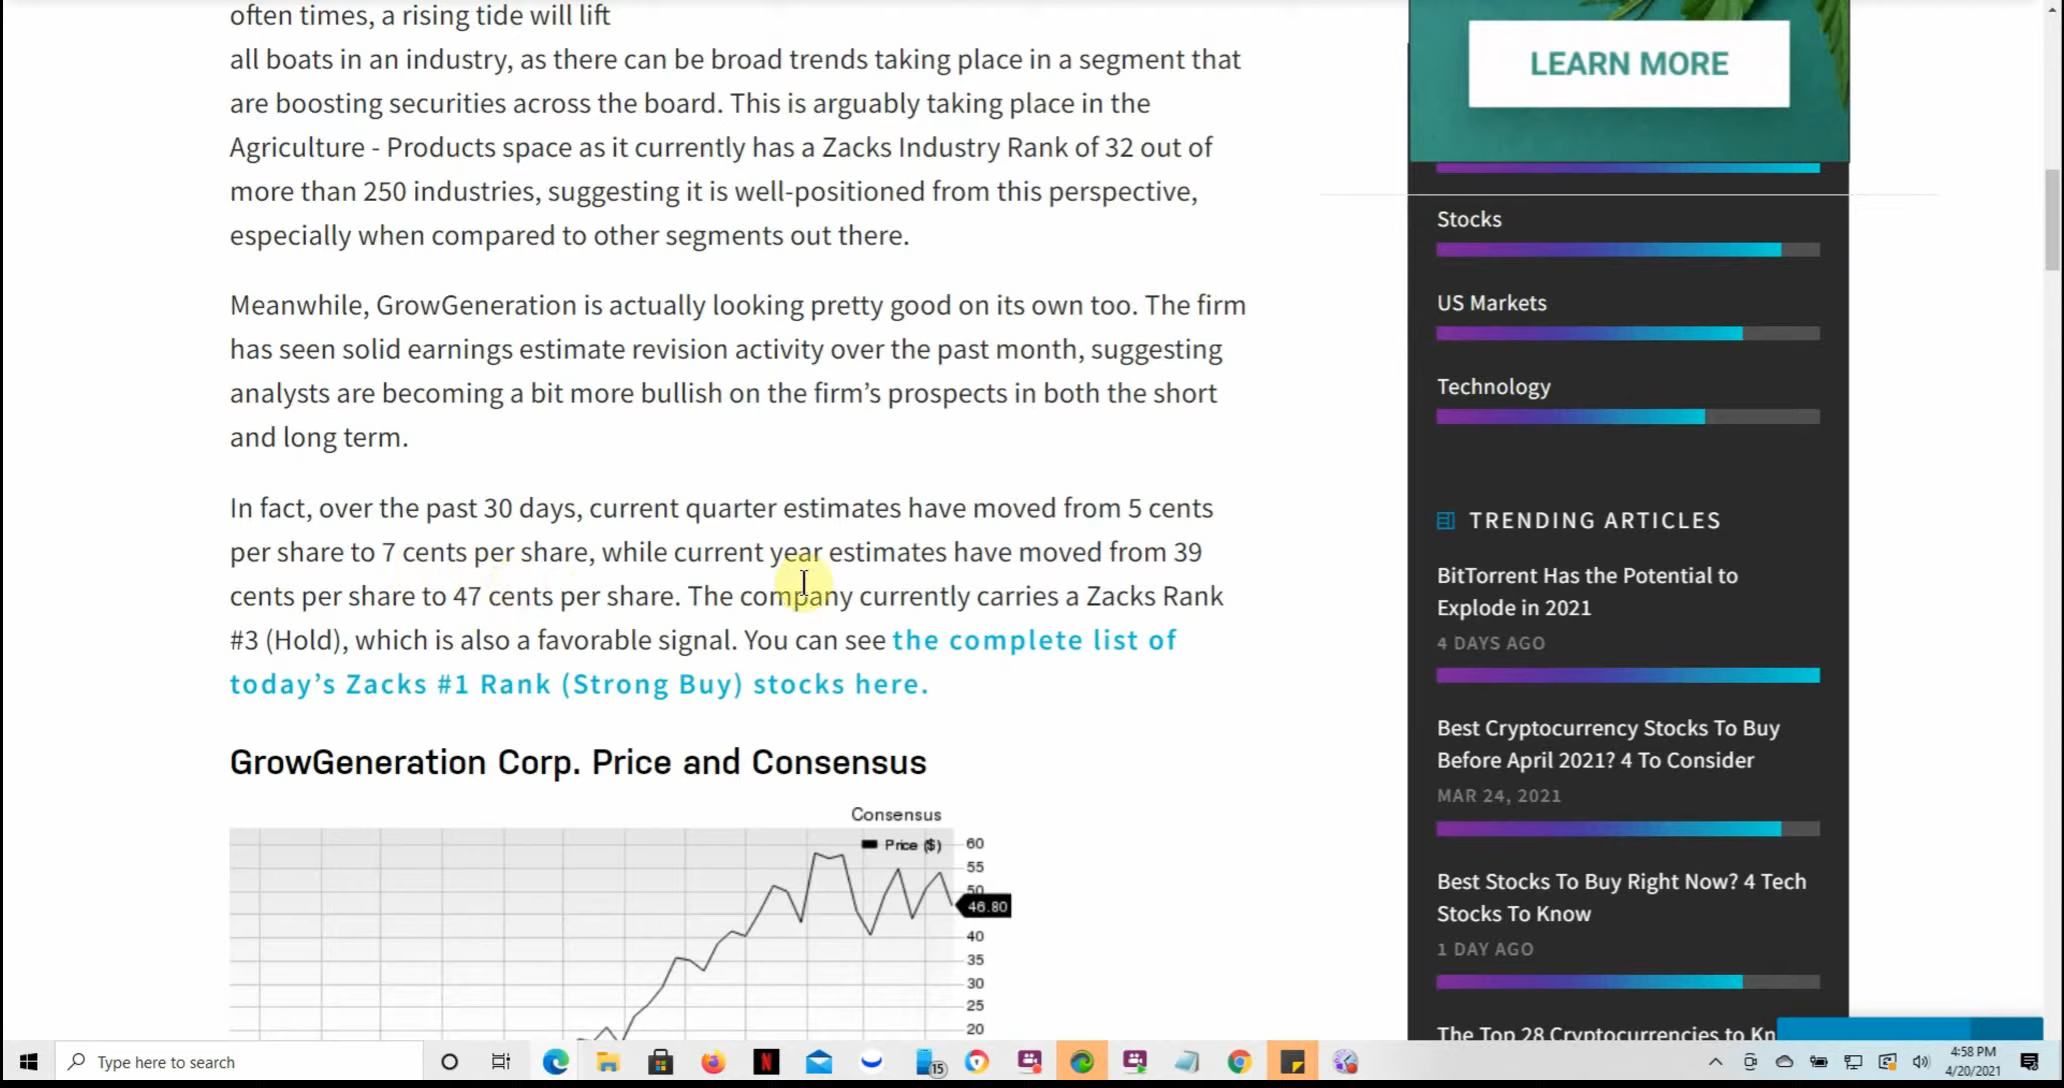 often times, a rising tide will lift
all boats in an industry, as there can be broad trends taking place in a segment that
are boosting securities across the board. This is arguably taking place in the
Agriculture - Products space as it currently has a Zacks Industry Rank of 32 out of
more than 250 industries, suggesting it is well-positioned from this perspective,
especially when compared to other segments out there.
Meanwhile, GrowGeneration is actually looking pretty good on its own too. The firm
has seen solid earnings estimate revision activity over the past month, suggesting
analysts are becoming a bit more bullish on the firm’s prospects in both the short
and long term.
In fact, over the past 30 days, current quarter estimates have moved from 5 cents
per share to 7 cents per share, while current year estimates have moved from 39
cents per share to 47 cents per share. The company currently carries a Zacks Rank
#3 (Hold), which is also a favorable signal. You can see the complete list of
today’s Zacks #1 Rank (Strong Buy) stocks here.
GrowGeneration Corp. Price and Consensus
Consensus
Price ($)
60
55
50
46.80
40
35
30
25
20
LEARN MORE
Stocks
US Markets
Technology
TRENDING ARTICLES
BitTorrent Has the Potential to
Explode in 2021
4 DAYS AGO
Best Cryptocurrency Stocks To Buy
Before April 2021? 4 To Consider
MAR 24, 2021
Best Stocks To Buy Right Now? 4 Tech
Stocks To Know
1 DAY AGO
The Top 28 Cryptocurrencies to Kn
Type here to search
15
4:58 PM
4/20/2021